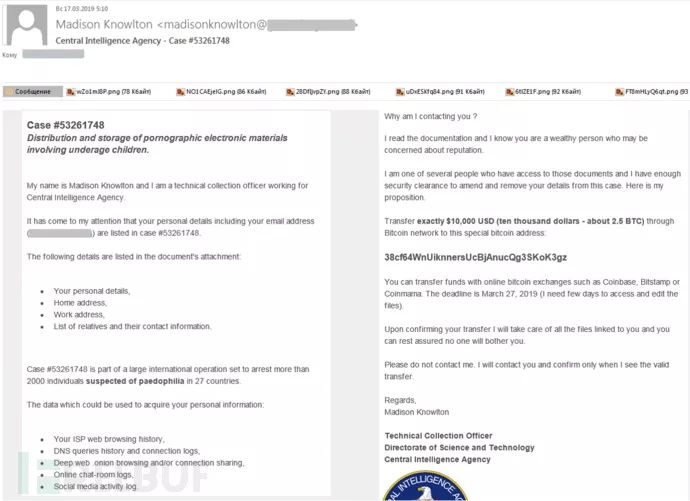 Вс 17.03.2019 5:10
Madison Knowlton <madisonknowlton@
Central Intelligence Agency - Case #53261748
Кому
Сообщение
wZo1mJBP.png (78 Кбайт)
NO1CAEjeIG.png (86 Кбайт)
28DfIjvpZY.png (88 Кбайт)
uDxESKfq84.png (91 Кбайт)
6tIZEtF.png (92 Кбайт)
FT8mHLyQ6qt.png (93
Case #53261748
Distribution and storage of pornographic electronic materials
involving underage children.
My name is Madison Knowlton and I am a technical collection officer working for
Central Intelligence Agency.
It has come to my attention that your personal details including your email address
( ) are listed in case #53261748.
The following details are listed in the document's attachment:
• Your personal details,
• Home address,
• Work address,
• List of relatives and their contact information.
Case #53261748 is part of a large international operation set to arrest more than
2000 individuals suspected of paedophilia in 27 countries.
The data which could be used to acquire your personal information:
• Your ISP web browsing history,
• DNS queries history and connection logs,
• Deep web .onion browsing and/or connection sharing,
• Online chat-room logs,
• Social media activity log.
Why am I contacting you ?
I read the documentation and I know you are a wealthy person who may be
concerned about reputation.
I am one of several people who have access to those documents and I have enough
security clearance to amend and remove your details from this case. Here is my
proposition.
Transfer exactly $10,000 USD (ten thousand dollars - about 2.5 BTC) through
Bitcoin network to this special bitcoin address:
38cf64WnUiknnersUcBjAnucQg3SKoK3gz
You can transfer funds with online bitcoin exchanges such as Coinbase, Bitstamp or
Coinmama. The deadline is March 27, 2019 (I need few days to access and edit the
files).
Upon confirming your transfer I will take care of all the files linked to you and you
can rest assured no one will bother you.
Please do not contact me. I will contact you and confirm only when I see the valid
transfer.
Regards,
Madison Knowlton
Technical Collection Officer
Directorate of Science and Technology
Central Intelligence Agency